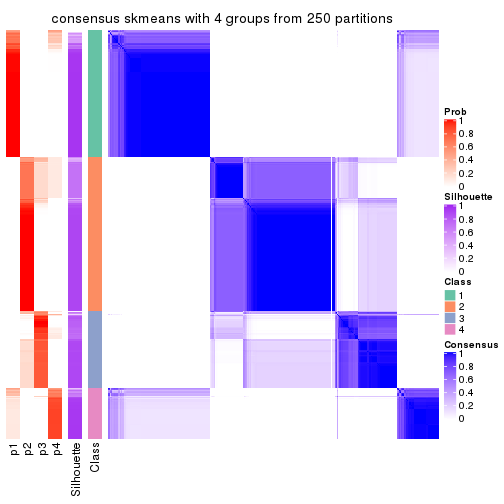 consensus skmeans with 4 groups from 250 partitions
Prob
1
0.8
0.6
0.4
0.2
0
Silhouette
1
0.8
0.6
0.4
0.2
0
Class
1
2
3
4
Consensus
1
0.8
0.6
0.4
0.2
0
p1
p2
p3
p4
Silhouette
Class